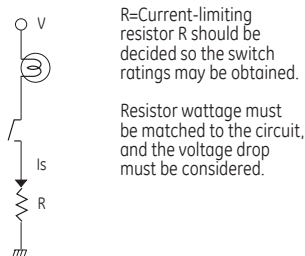 V
R=Current-limiting
resistor R should be
decided so the switch
ratings may be obtained.
Resistor wattage must
be matched to the circuit,
and the voltage drop
must be considered.
Is
R